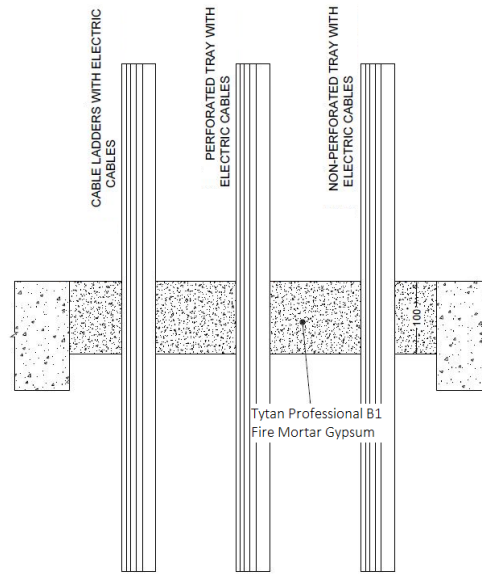 CABLE LADDERS WITH ELECTRIC
CABLES
PERFORATED TRAY WITH
ELECTRIC CABLES
NON-PERFORATED TRAY WITH
ELECTRIC CABLES
100
Tytan Professional B1
Fire Mortar Gypsum